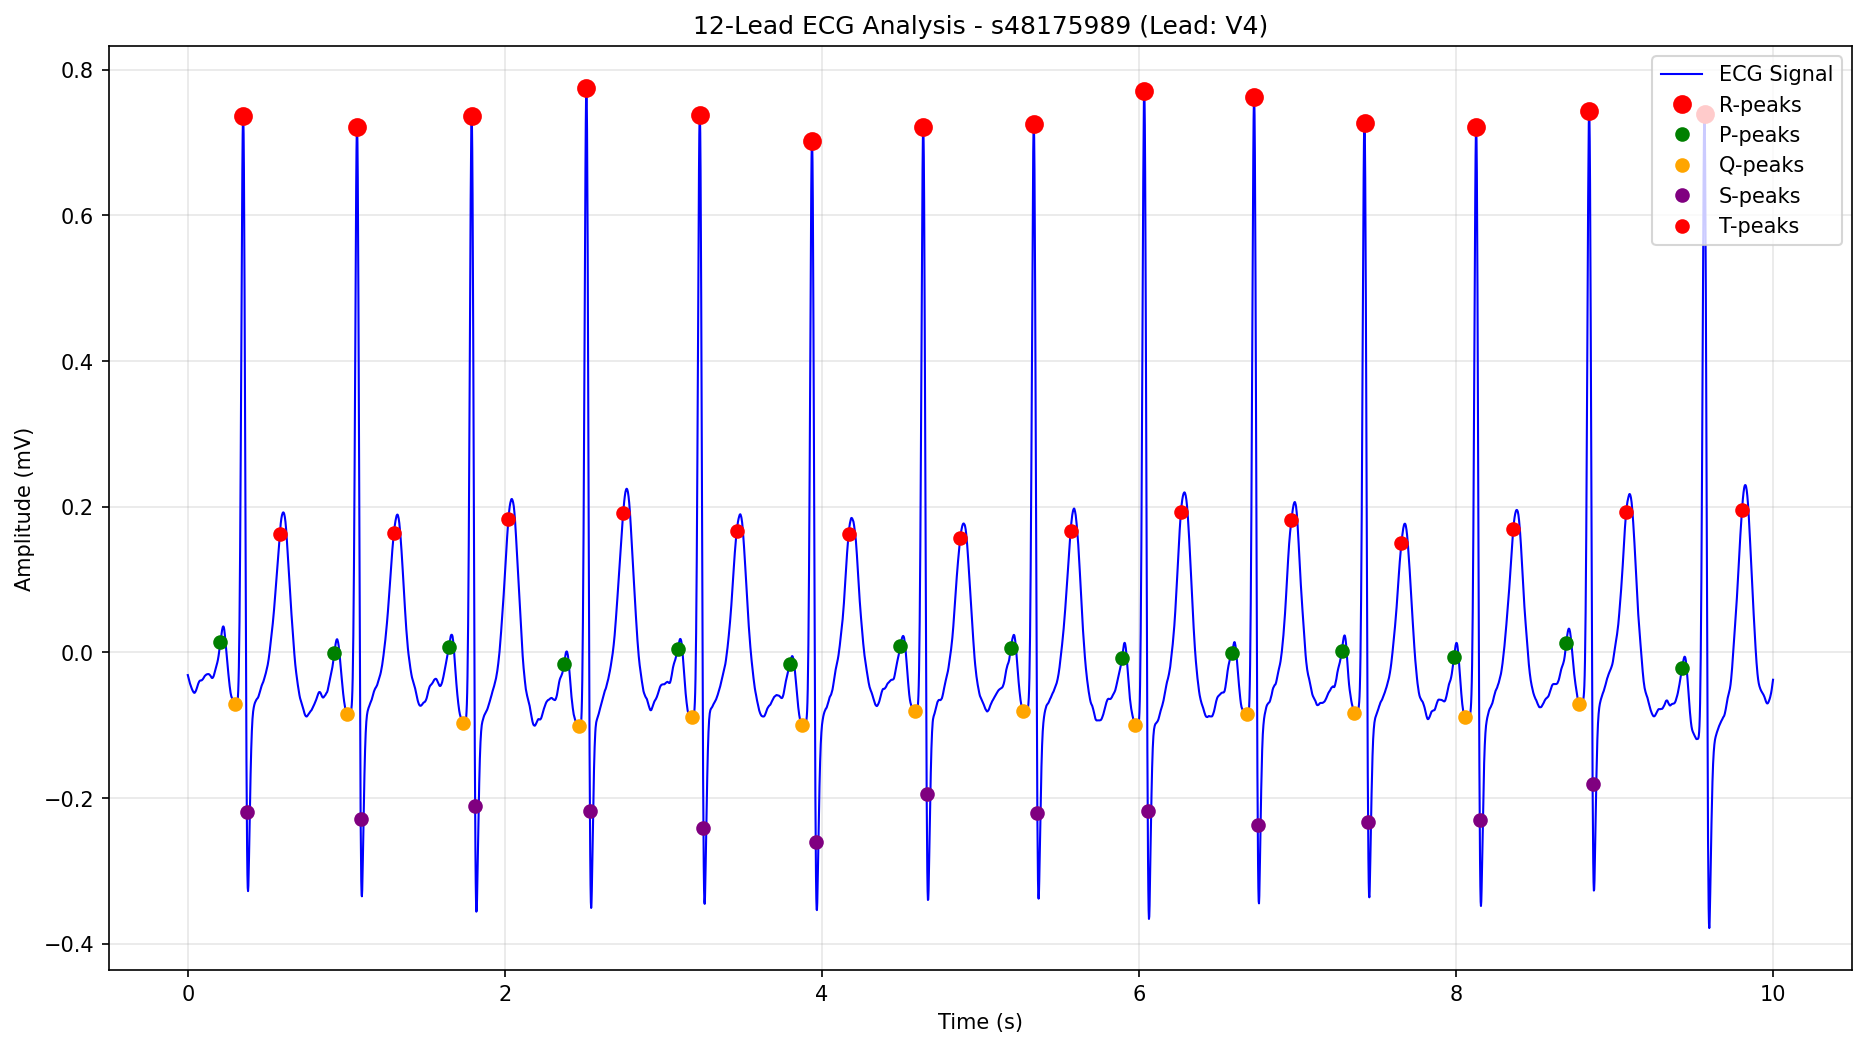 12-Lead ECG Analysis - s48175989 (Lead: V4)
ECG Signal
R-peaks
P-peaks
Q-peaks
S-peaks
T-peaks
Amplitude (mV)
0.8
0.6
0.4
0.2
0.0
−0.2
−0.4
0 2 4 6 8 10
Time (s)